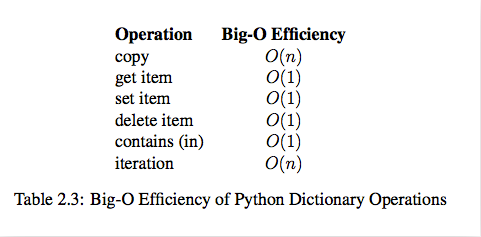 Operation Big-O Efficiency
copy O(n)
get item O(1)
set item O(1)
delete item O(1)
contains (in) O(1)
iteration O(n)
Table 2.3: Big-O Efficiency of Python Dictionary Operations